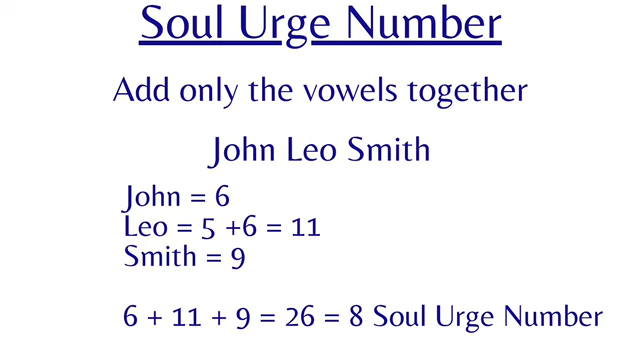 Soul Urge Number
Add only the vowels together
John Leo Smith
John = 6
Leo = 5 +6 = 11
Smith = 9
6 + 11 + 9 = 26 = 8 Soul Urge Number